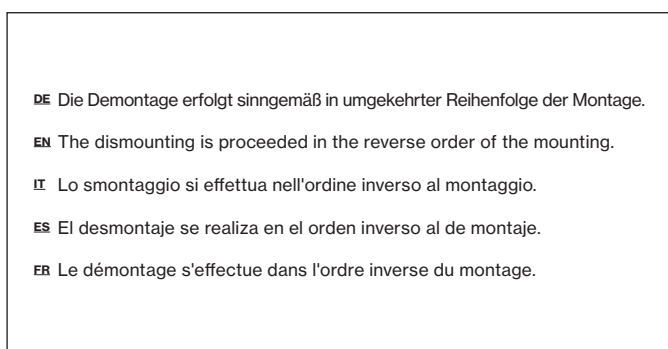 DE Die Demontage erfolgt sinngemäß in umgekehrter Reihenfolge der Montage.
EN The dismounting is proceeded in the reverse order of the mounting.
IT Lo smontaggio si effettua nell'ordine inverso al montaggio.
ES El desmontaje se realiza en el orden inverso al de montaje.
FR Le démontage s'effectue dans l'ordre inverse du montage.